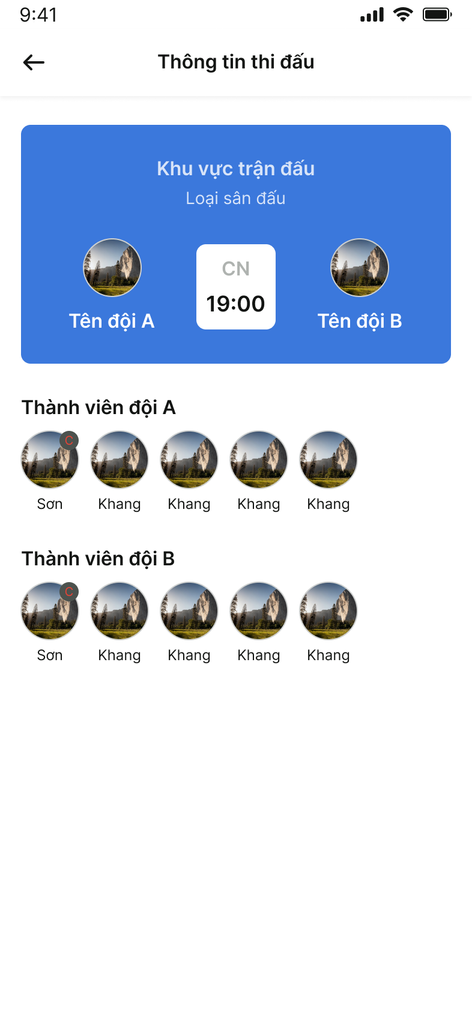 9:41
Thông tin thi đấu
Khu vực trận đấu
Loại sân đấu
CN
19:00
Tên đội A
Tên đội B
Thành viên đội A
C
Sơn
Khang
Khang
Khang
Khang
Thành viên đội B
C
Sơn
Khang
Khang
Khang
Khang